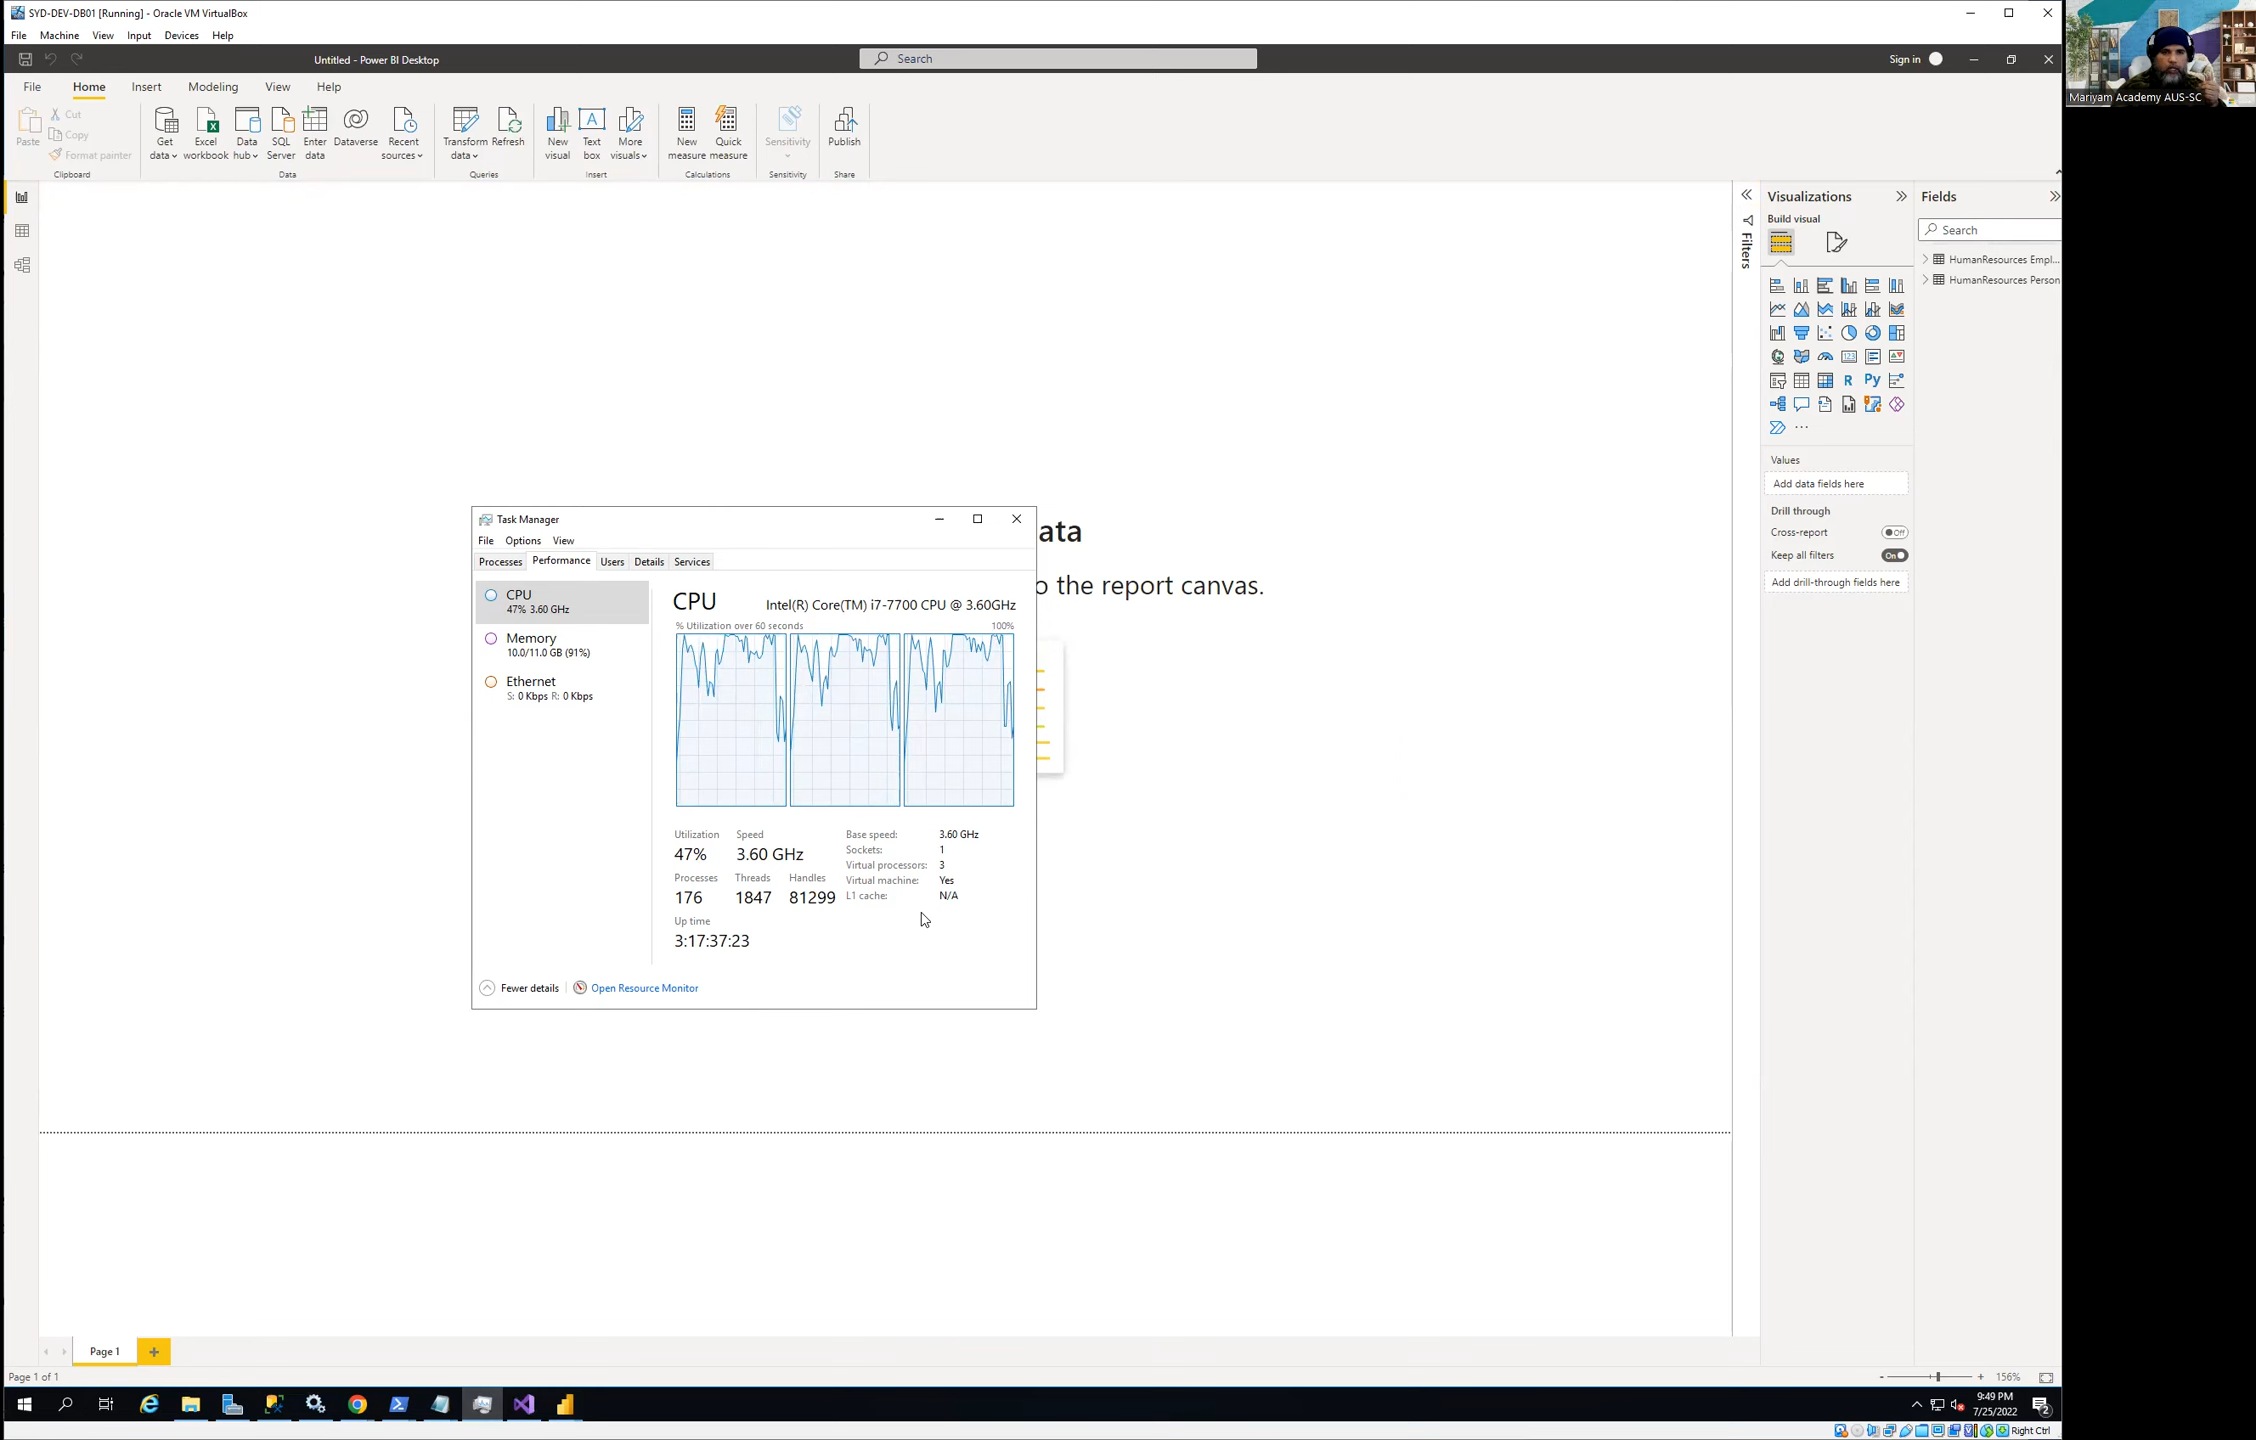 SYD-DEV-DB01 [Running] - Oracle VM VirtualBox
File Machine View Input Devices Help
Untitled - Power BI Desktop
Search
Sign in
Mariyam Academy AUS-SC
File Home Insert Modeling View Help
Paste
Cut
Copy
Format painter
Clipboard
Get data
Excel workbook
Data hub
SQL Server
Enter data
Dataverse
Recent sources
Data
Transform data
Refresh
Queries
New visual
Text box
More visuals
Insert
New measure
Quick measure
Calculations
Sensitivity
Sensitivity
Publish
Share
Filters
Visualizations
Build visual
R
Py
123
Values
Add data fields here
Drill through
Cross-report
Off
Keep all filters
On
Add drill-through fields here
Fields
Search
HumanResources Empl...
HumanResources Person
ata
o the report canvas.
Task Manager
File Options View
Processes Performance Users Details Services
CPU
47% 3.60 GHz
Memory
10.0/11.0 GB (91%)
Ethernet
S: 0 Kbps R: 0 Kbps
CPU
Intel(R) Core(TM) i7-7700 CPU @ 3.60GHz
% Utilization over 60 seconds
100%
Utilization Speed
47% 3.60 GHz
Processes Threads Handles
176 1847 81299
Up time
3:17:37:23
Base speed: 3.60 GHz
Sockets: 1
Virtual processors: 3
Virtual machine: Yes
L1 cache: N/A
Fewer details
Open Resource Monitor
Page 1
Page 1 of 1
- + 156%
9:49 PM
7/25/2022
2
Right Ctrl